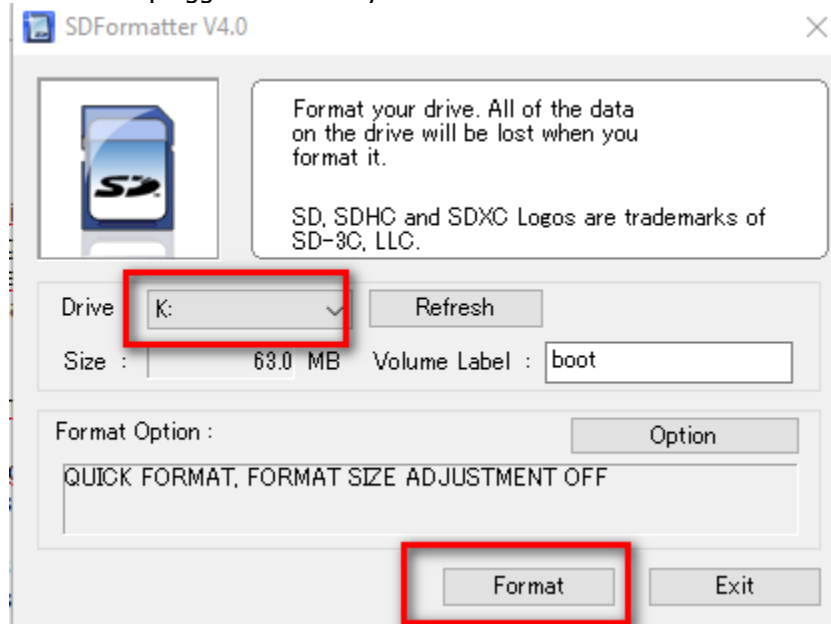 SDFormatter V4.0
Format your drive. All of the data
on the drive will be lost when you
format it.
SD, SDHC and SDXC Logos are trademarks of
SD-3C, LLC.
Drive K: Refresh
Size : 63.0 MB Volume Label : boot
Format Option : Option
QUICK FORMAT, FORMAT SIZE ADJUSTMENT OFF
Format Exit